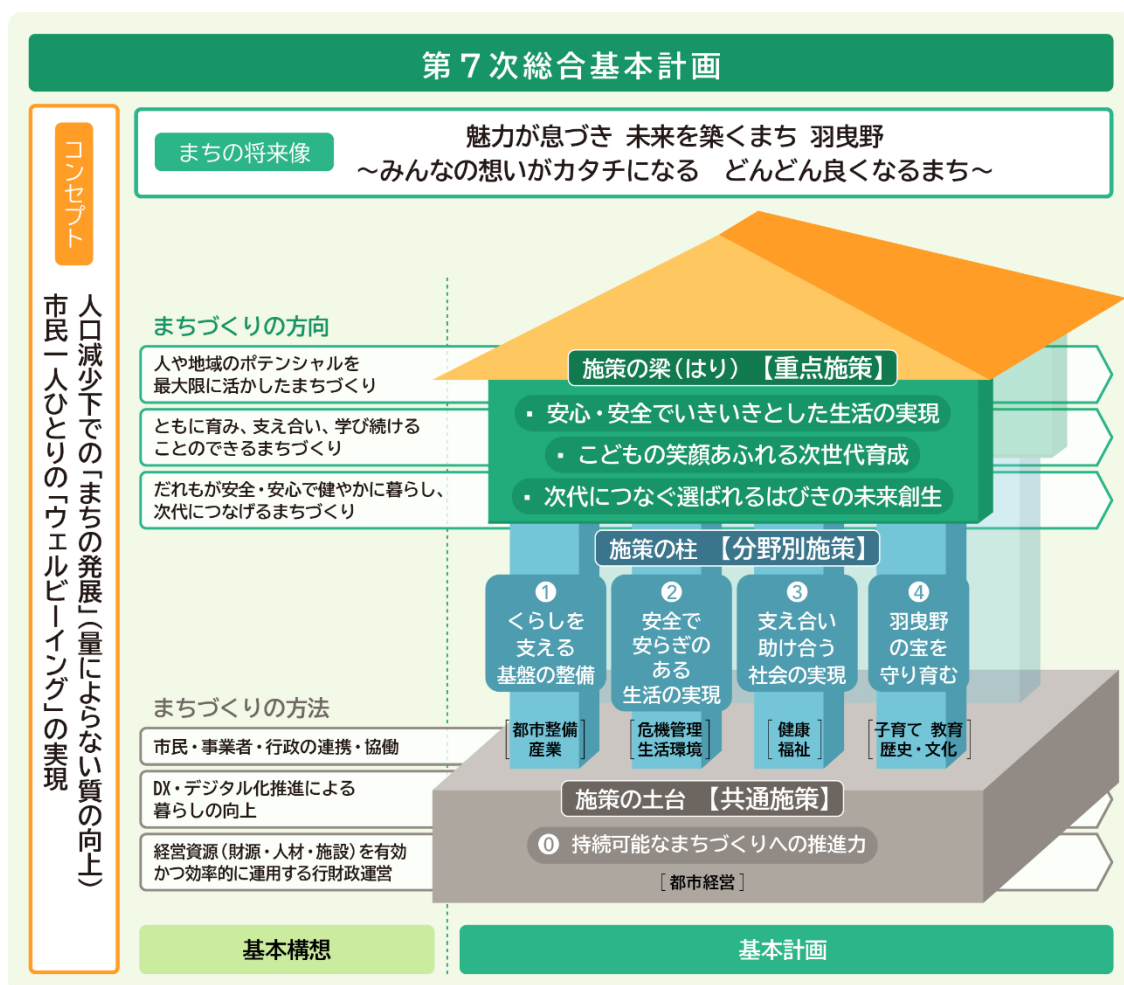 第7次総合基本計画
コンセプト
人口減少下での「まちの発展」(量によらない質の向上)
市民一人ひとりの「ウェルビーイング」の実現
まちの将来像
魅力が息づき 未来を築くまち 羽曳野
～みんなの想いがカタチになる　どんどん良くなるまち～
まちづくりの方向
人や地域のポテンシャルを
最大限に活かしたまちづくり
ともに育み、支え合い、学び続ける
ことのできるまちづくり
だれもが安全・安心で健やかに暮らし、
次代につなげるまちづくり
施策の梁(はり)【重点施策】
▪ 安心・安全でいきいきとした生活の実現
▪ こどもの笑顔あふれる次世代育成
▪ 次代につなぐ選ばれるはびきの未来創生
施策の柱 【分野別施策】
❶
くらしを
支える
基盤の整備
[都市整備
産業]
❷
安全で
安らぎの
ある
生活の実現
[危機管理
生活環境]
❸
支え合い
助け合う
社会の実現
[健康
福祉]
❹
羽曳野
の宝を
守り育む
[子育て 教育
歴史・文化]
まちづくりの方法
市民・事業者・行政の連携・協働
DX・デジタル化推進による
暮らしの向上
経営資源(財源・人材・施設)を有効
かつ効率的に運用する行財政運営
施策の土台 【共通施策】
⓿ 持続可能なまちづくりへの推進力
[都市経営]
基本構想
基本計画